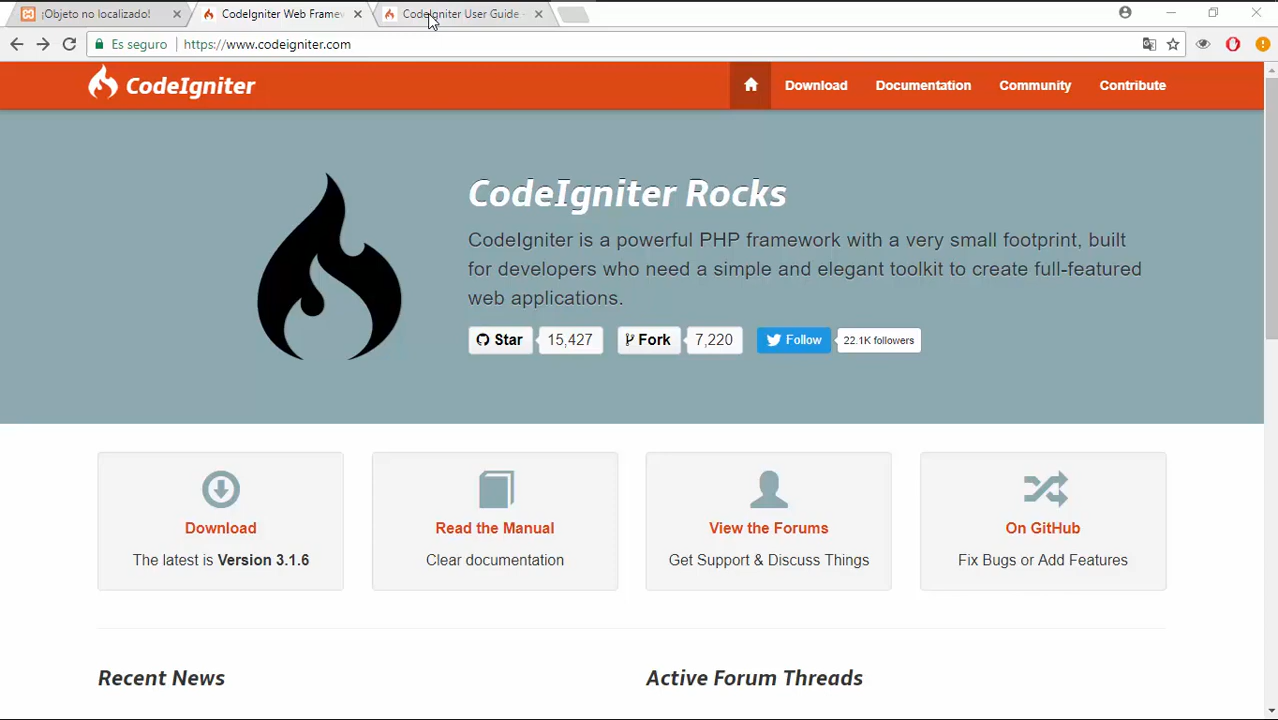 ¡Objeto no localizado!
CodeIgniter Web Framew
CodeIgniter User Guide -
Es seguro
https://www.codeigniter.com
CodeIgniter
Download
Documentation
Community
Contribute
CodeIgniter Rocks
CodeIgniter is a powerful PHP framework with a very small footprint, built
for developers who need a simple and elegant toolkit to create full-featured
web applications.
Star
15,427
Fork
7,220
Follow
22.1K followers
Download
The latest is Version 3.1.6
Read the Manual
Clear documentation
View the Forums
Get Support & Discuss Things
On GitHub
Fix Bugs or Add Features
Recent News
Active Forum Threads